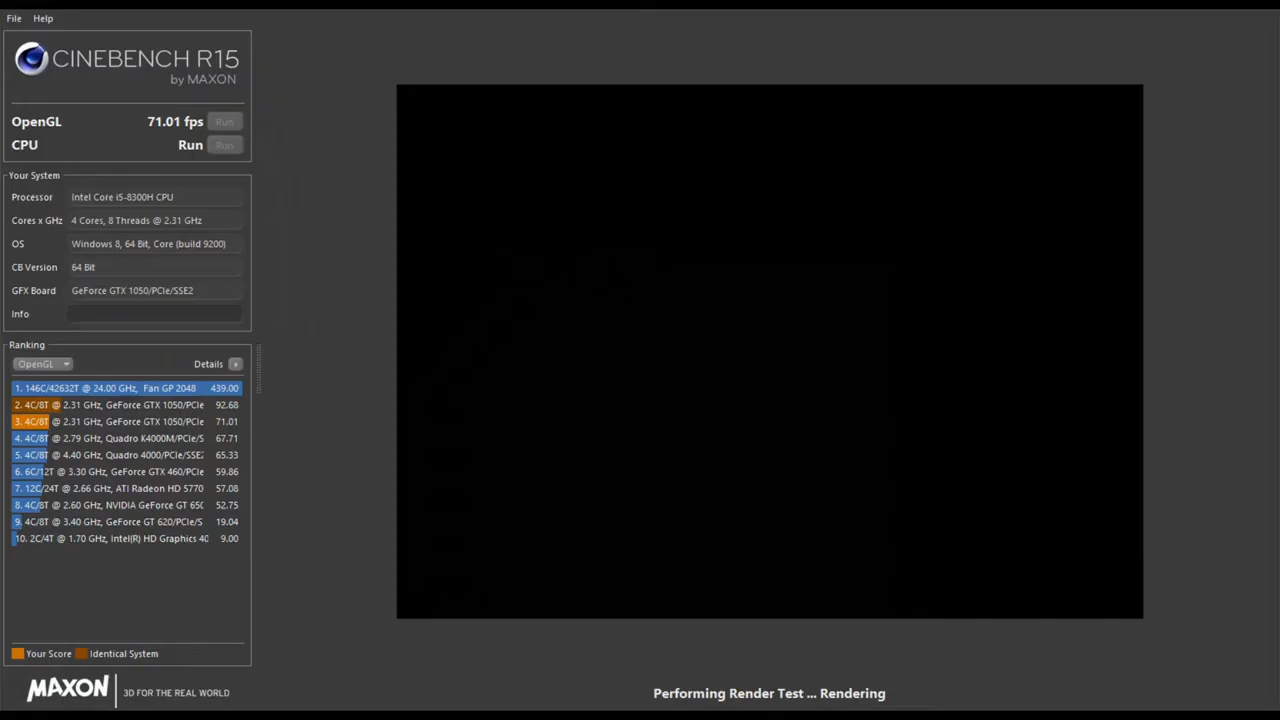 File Help
CINEBENCH R15
by MAXON
OpenGL 71.01 fps Run
CPU Run Run
Your System
Processor Intel Core i5-8300H CPU
Cores x GHz 4 Cores, 8 Threads @ 2.31 GHz
OS Windows 8, 64 Bit, Core (build 9200)
CB Version 64 Bit
GFX Board GeForce GTX 1050/PCIe/SSE2
Info
Ranking
OpenGL Details
1. 146C/42632T @ 24.00 GHz, Fan GP 2048 439.00
2. 4C/8T @ 2.31 GHz, GeForce GTX 1050/PCIe 92.68
3. 4C/8T @ 2.31 GHz, GeForce GTX 1050/PCIe 71.01
4. 4C/8T @ 2.79 GHz, Quadro K4000M/PCIe/S 67.71
5. 4C/8T @ 4.40 GHz, Quadro 4000/PCIe/SSE2 65.33
6. 6C/12T @ 3.30 GHz, GeForce GTX 460/PCIe 59.86
7. 12C/24T @ 2.66 GHz, ATI Radeon HD 5770 57.08
8. 4C/8T @ 2.60 GHz, NVIDIA GeForce GT 650 52.75
9. 4C/8T @ 3.40 GHz, GeForce GT 620/PCIe/S 19.04
10. 2C/4T @ 1.70 GHz, Intel(R) HD Graphics 40 9.00
Your Score Identical System
MAXON 3D FOR THE REAL WORLD
Performing Render Test ... Rendering